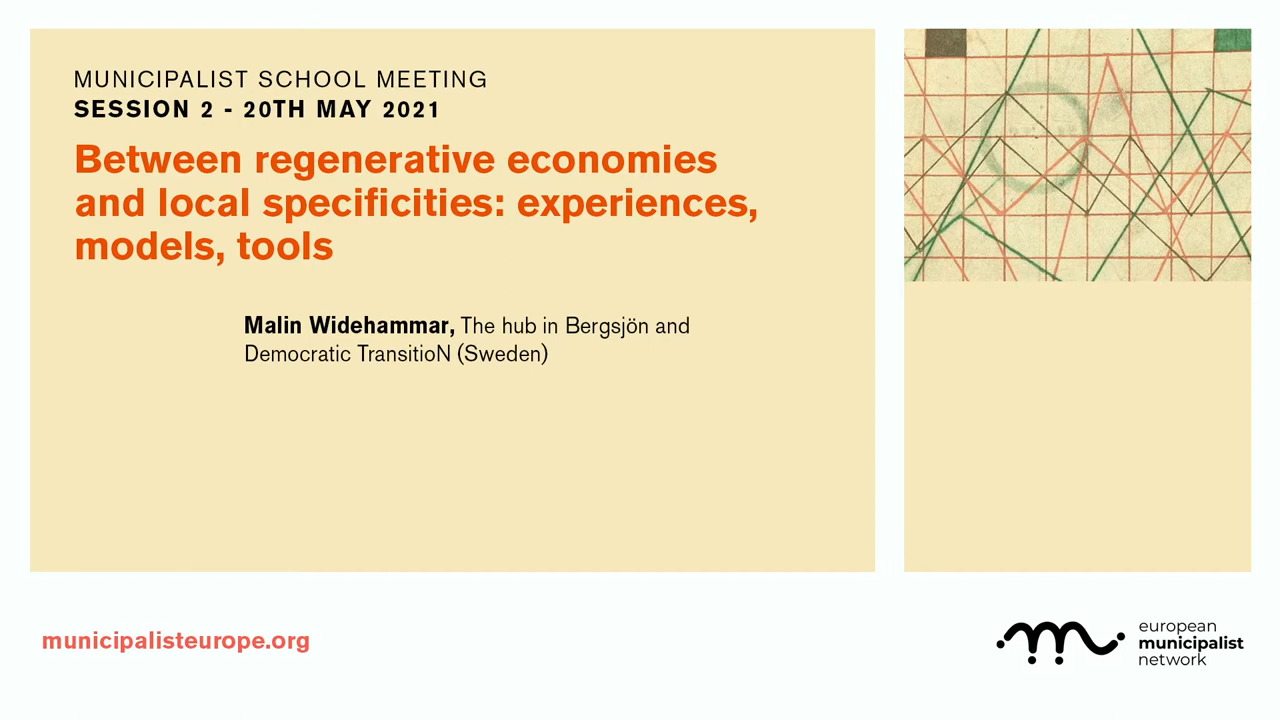 MUNICIPALIST SCHOOL MEETING
SESSION 2 - 20TH MAY 2021
Between regenerative economies
and local specificities: experiences,
models, tools
Malin Widehammar, The hub in Bergsjön and
Democratic TransitioN (Sweden)
municipalisteurope.org
european
municipalist
network